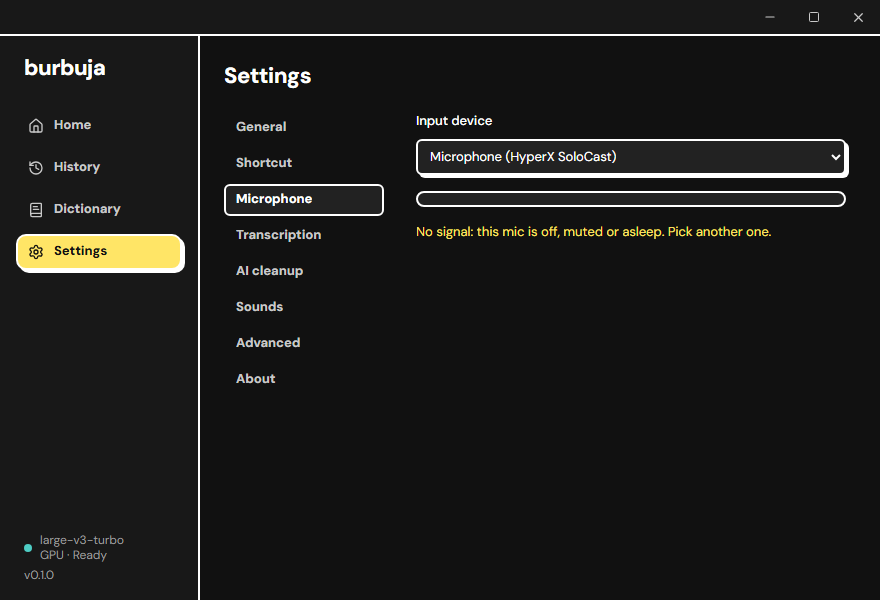 burbuja
Home
History
Dictionary
Settings
large-v3-turbo
GPU · Ready
v0.1.0
Settings
General
Shortcut
Microphone
Transcription
AI cleanup
Sounds
Advanced
About
Input device
Microphone (HyperX SoloCast)
No signal: this mic is off, muted or asleep. Pick another one.